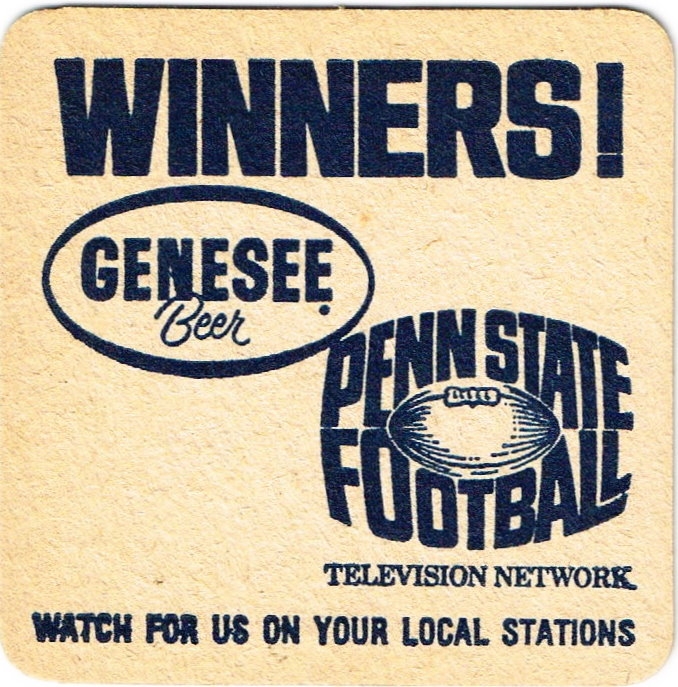 WINNERS!
GENESEE
Beer
PENN STATE
FOOTBALL
TELEVISION NETWORK
WATCH FOR US ON YOUR LOCAL STATIONS